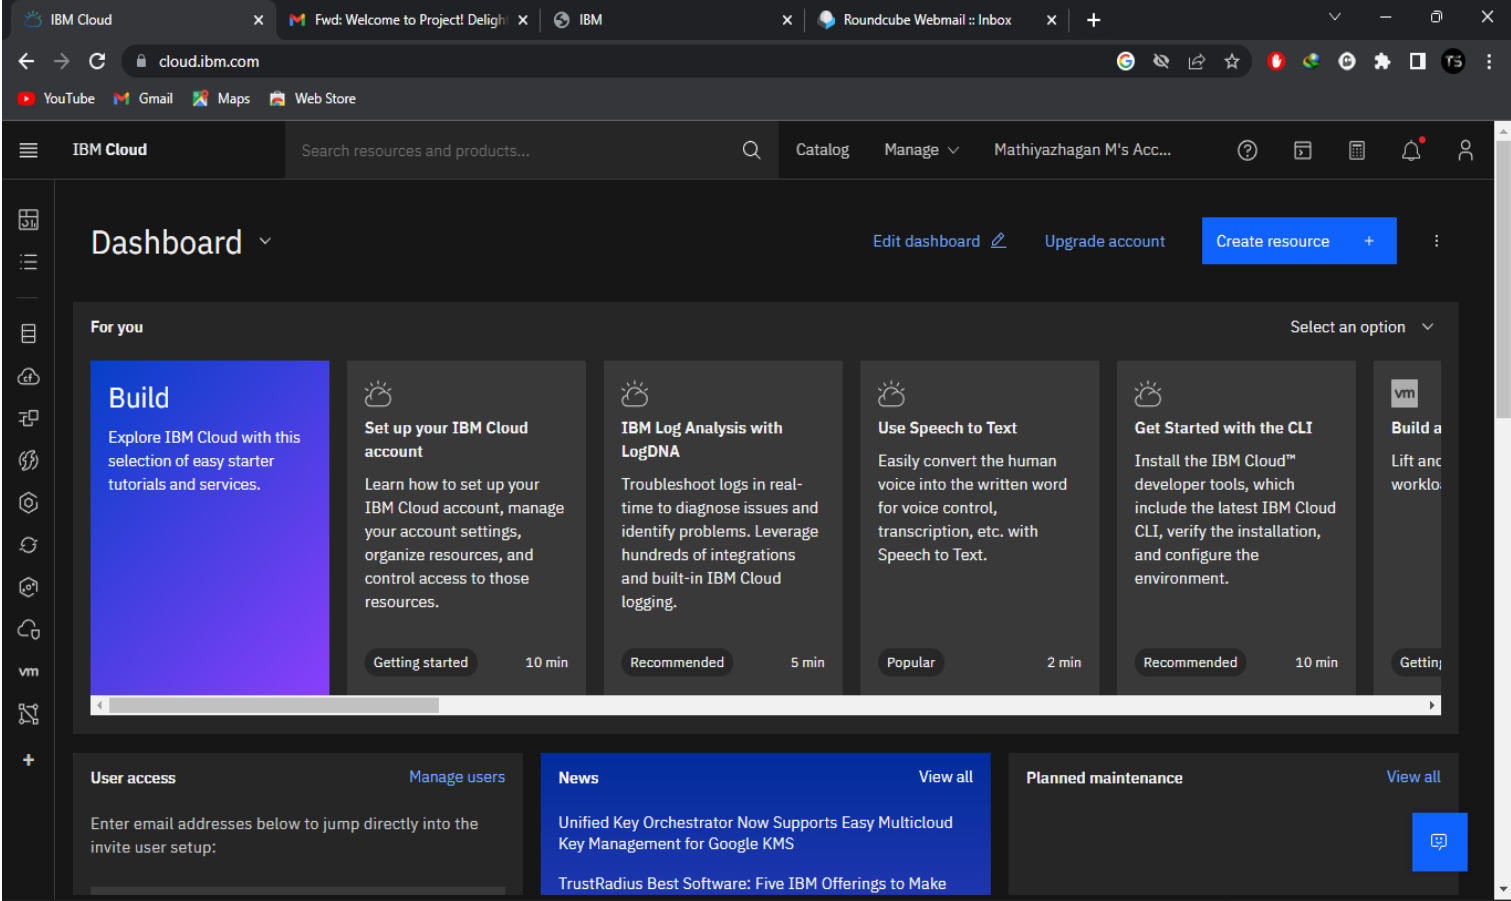 IBM Cloud
Fwd: Welcome to Project! Deligh
IBM
Roundcube Webmail :: Inbox
cloud.ibm.com
TS
YouTube
Gmail
Maps
Web Store
IBM Cloud
Search resources and products...
Catalog
Manage
Mathiyazhagan M's Acc...
Dashboard
Edit dashboard
Upgrade account
Create resource +
For you
Select an option
Build
Explore IBM Cloud with this
selection of easy starter
tutorials and services.
Set up your IBM Cloud
account
Learn how to set up your
IBM Cloud account, manage
your account settings,
organize resources, and
control access to those
resources.
Getting started
10 min
IBM Log Analysis with
LogDNA
Troubleshoot logs in real-
time to diagnose issues and
identify problems. Leverage
hundreds of integrations
and built-in IBM Cloud
logging.
Recommended
5 min
Use Speech to Text
Easily convert the human
voice into the written word
for voice control,
transcription, etc. with
Speech to Text.
Popular
2 min
Get Started with the CLI
Install the IBM Cloud™
developer tools, which
include the latest IBM Cloud
CLI, verify the installation,
and configure the
environment.
Recommended
10 min
vm
Build a
Lift and
worklo
Getting
cf
vm
User access
Manage users
Enter email addresses below to jump directly into the
invite user setup:
News
View all
Unified Key Orchestrator Now Supports Easy Multicloud
Key Management for Google KMS
TrustRadius Best Software: Five IBM Offerings to Make
Planned maintenance
View all